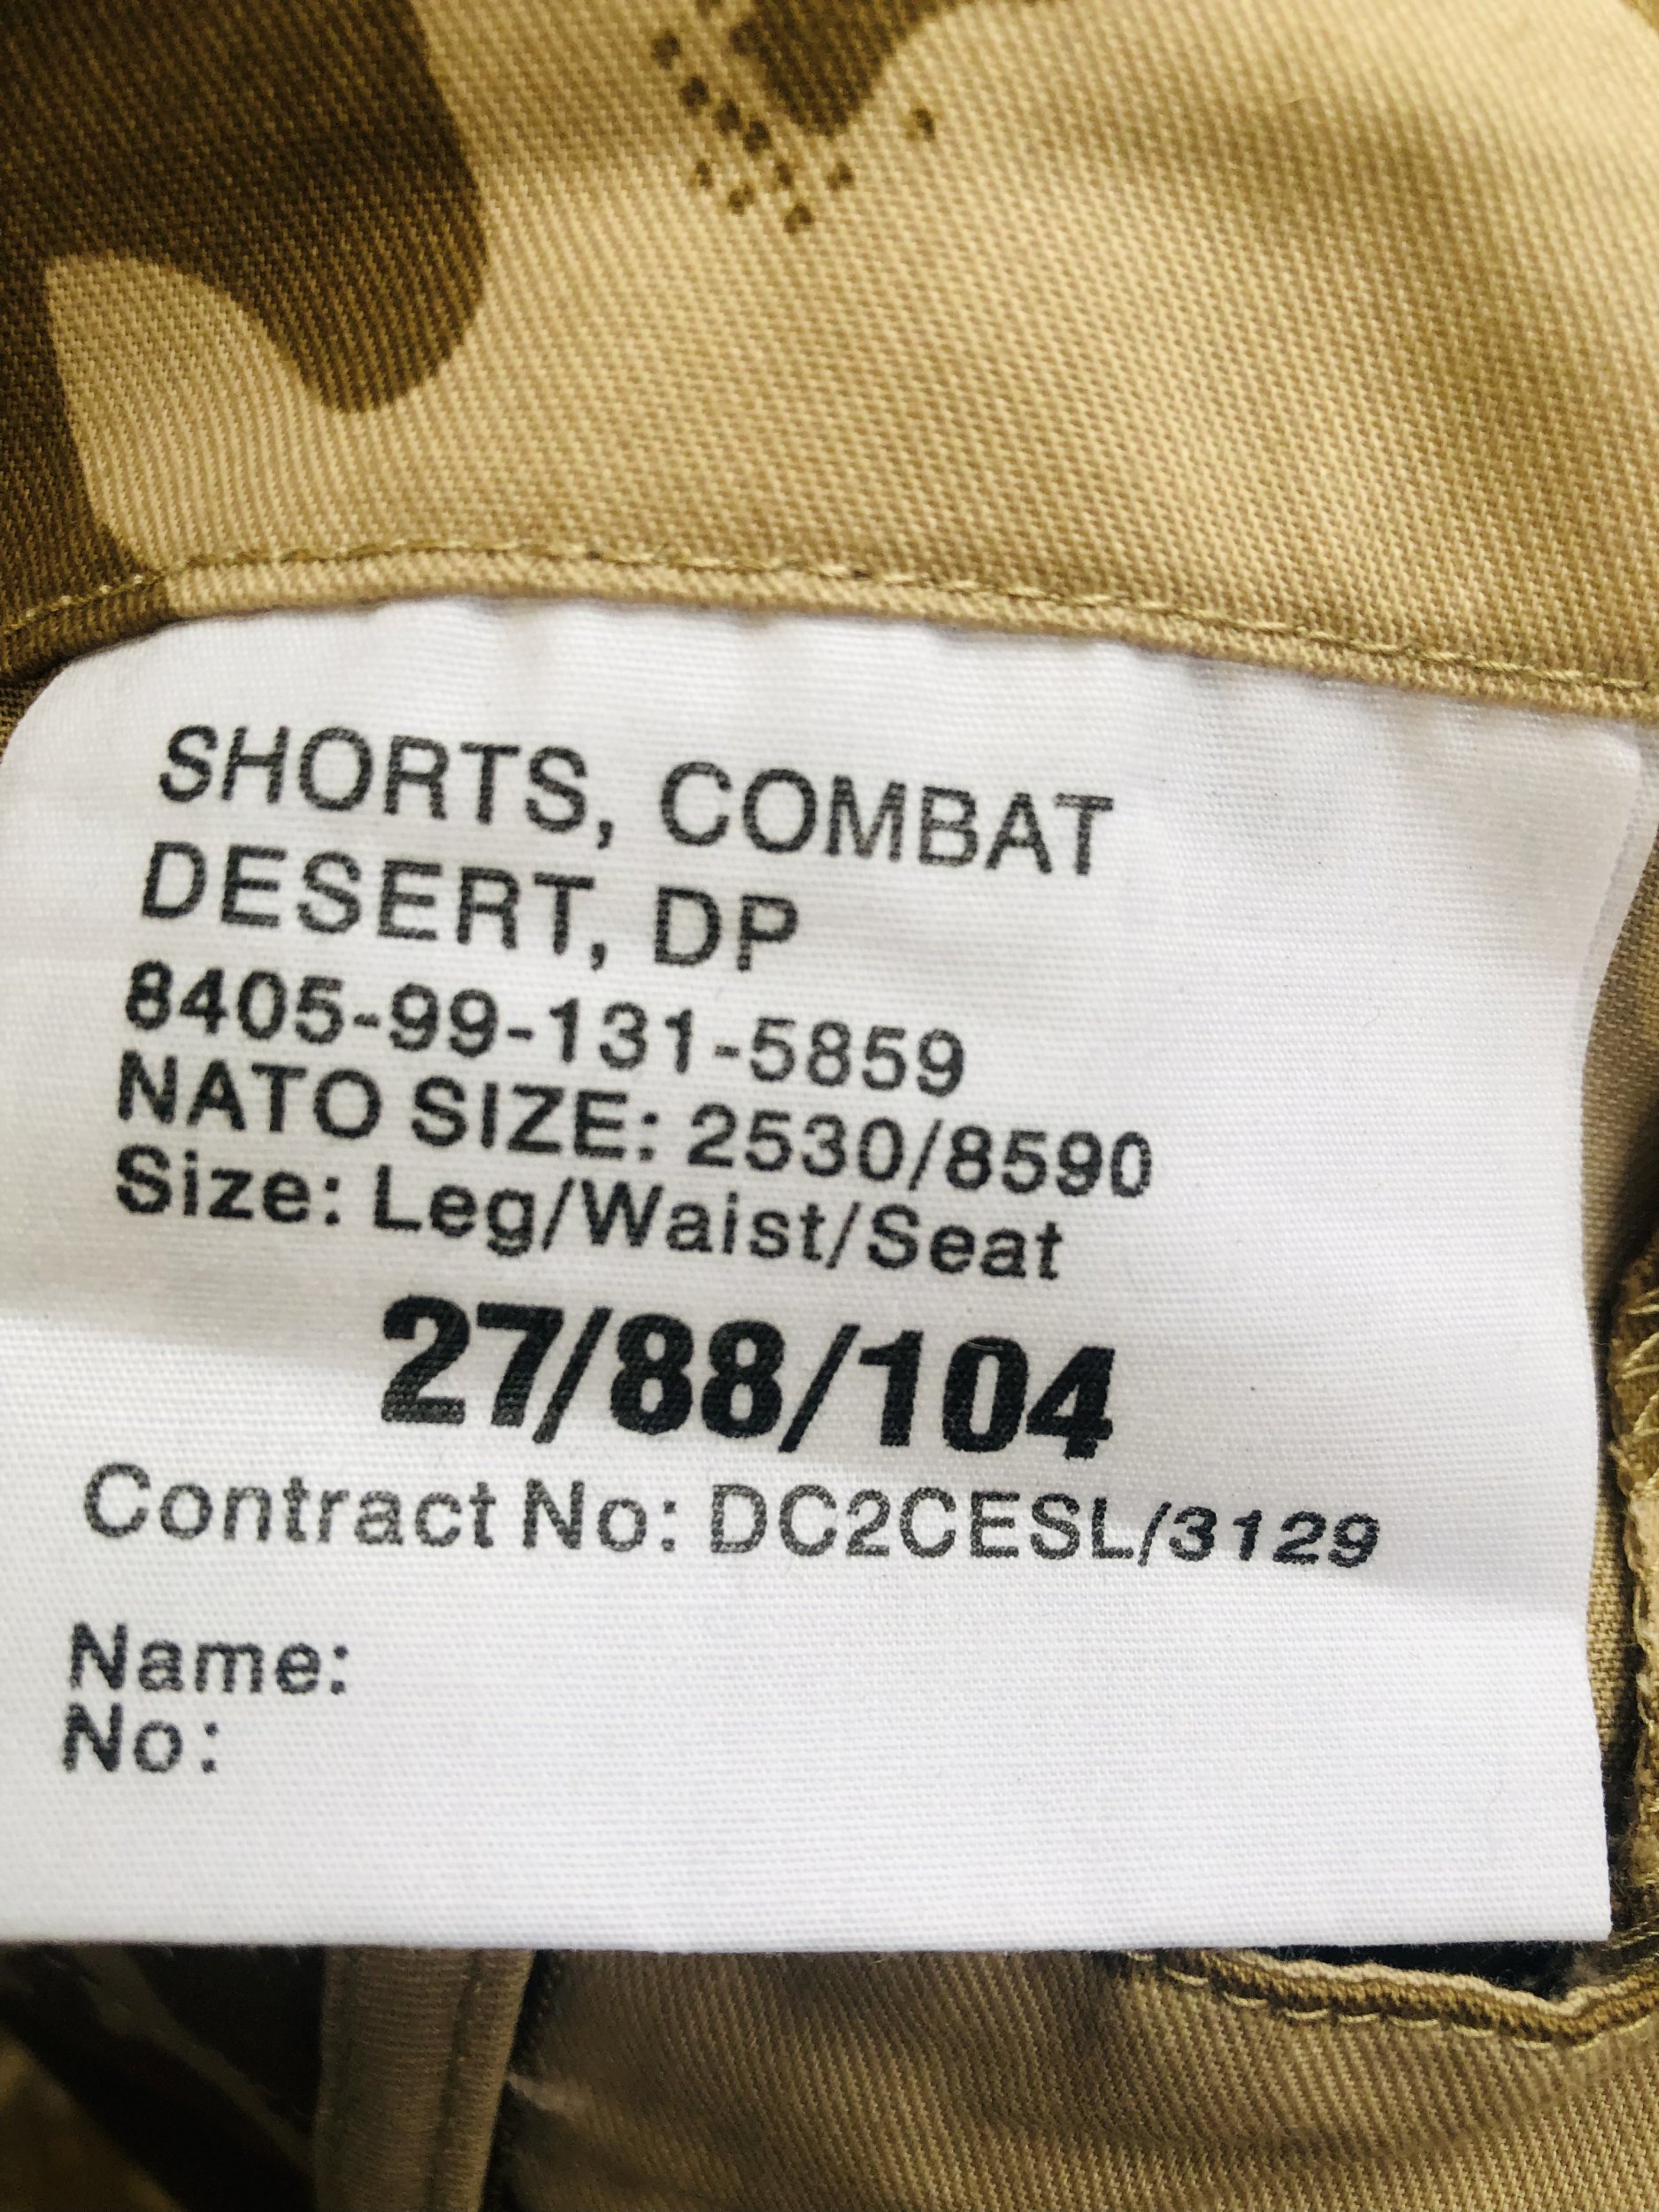 SHORTS, COMBAT
DESERT, DP
8405-99-131-5859
NATO SIZE: 2530/8590
Size: Leg/Waist/Seat
27/88/104
Contract No: DC2CESL/3129
Name:
No: